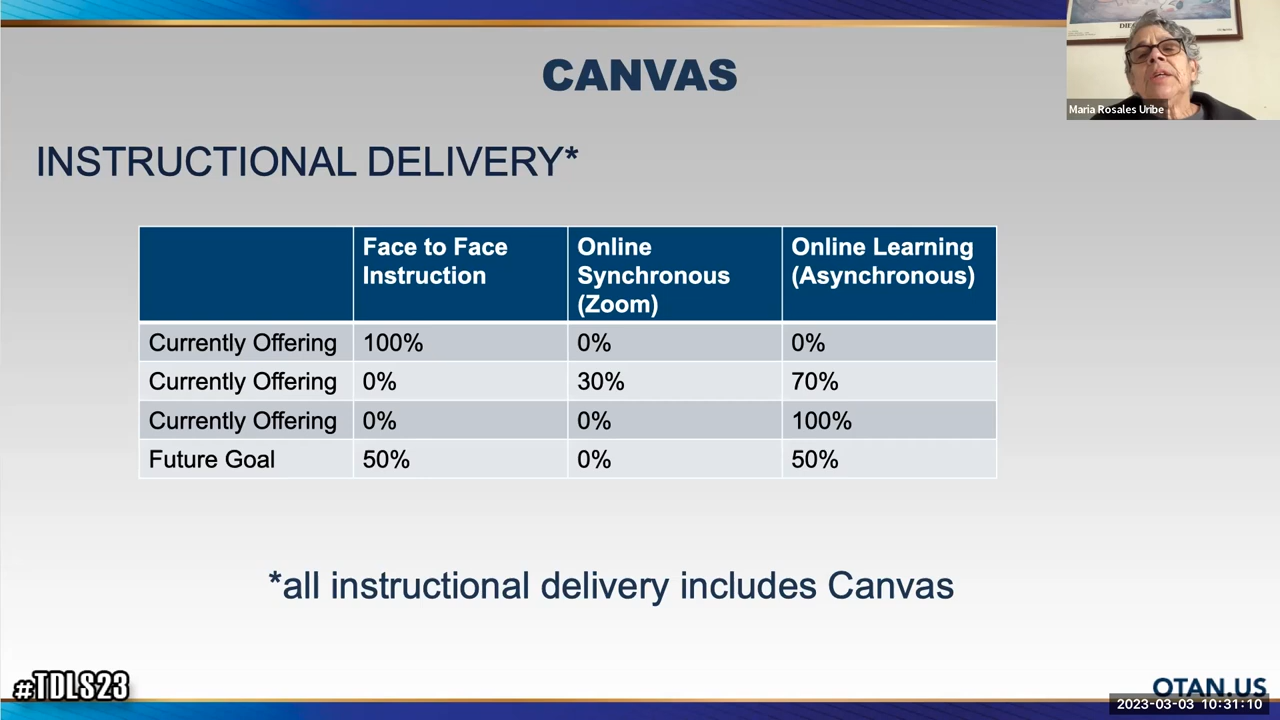 CANVAS
Maria Rosales Uribe
INSTRUCTIONAL DELIVERY*
Face to Face Instruction
Online Synchronous (Zoom)
Online Learning (Asynchronous)
Currently Offering 100% 0% 0%
Currently Offering 0% 30% 70%
Currently Offering 0% 0% 100%
Future Goal 50% 0% 50%
*all instructional delivery includes Canvas
#TDLS23
OTAN.US
2023-03-03 10:31:10